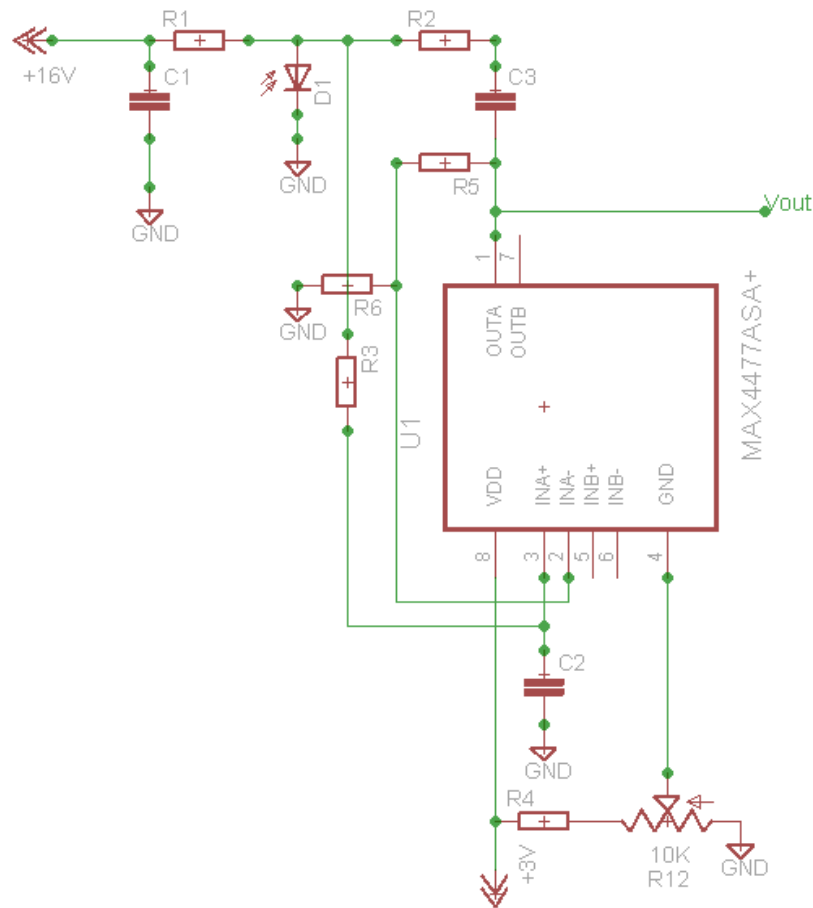 R1
R2
+16V
C1
D1
C3
GND
GND
R5
Vout
1
7
R6
GND
OUTA
OUTB
MAX4477ASA+
R3
U1
VDD
INA+
INA-
INB+
INB-
GND
8
3
2
5
6
4
C2
GND
R4
+3V
10K
R12
GND